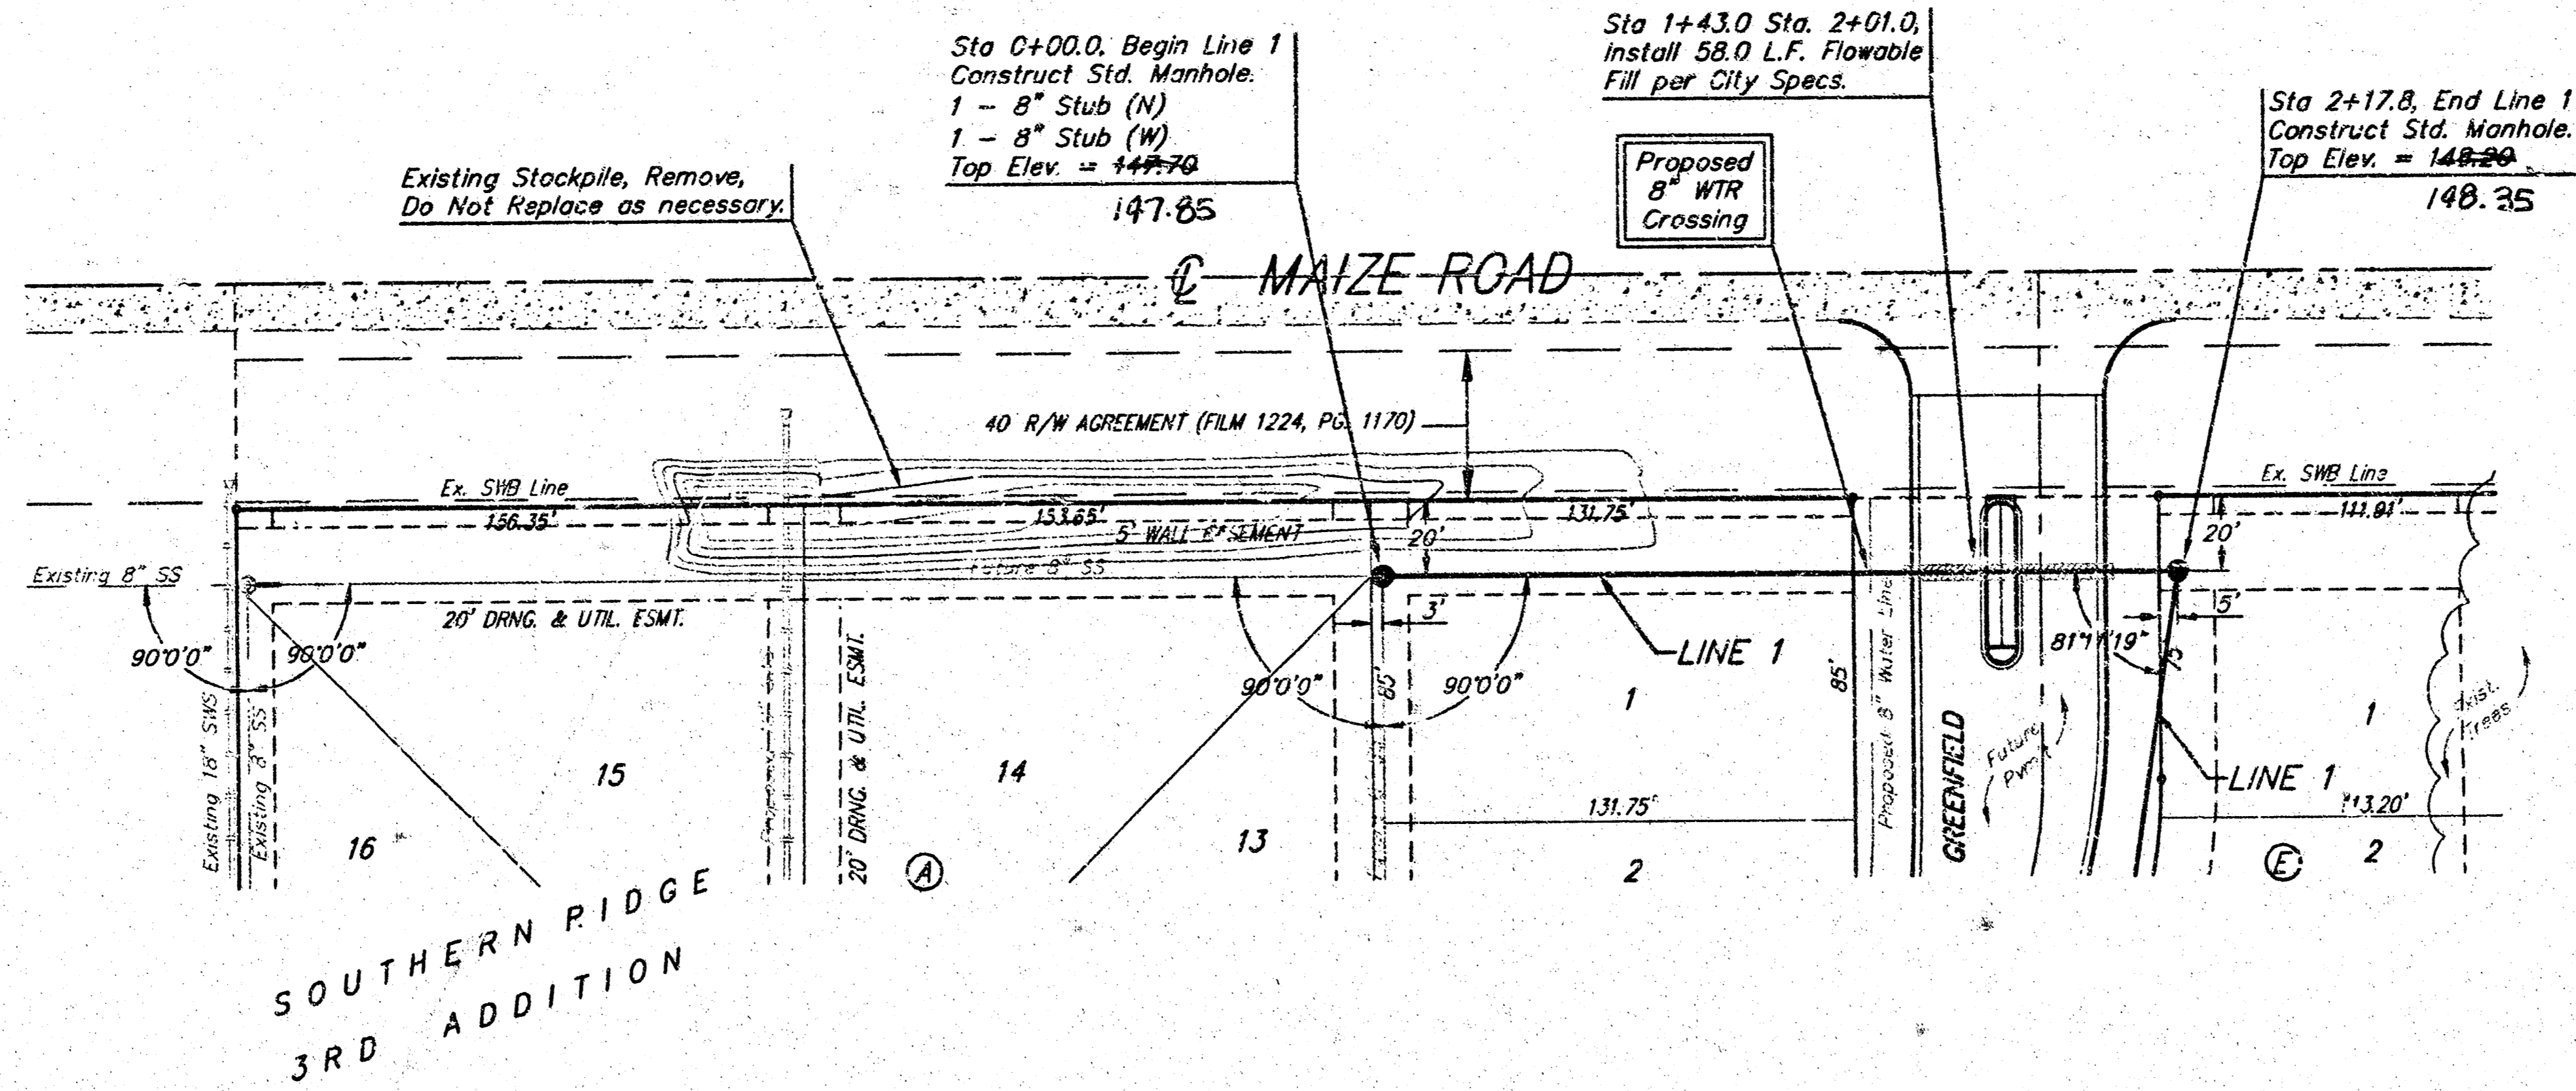 Sta 0+00.0, Begin Line 1
Construct Std. Manhole.
1 - 8" Stub (N)
1 - 8" Stub (W)
Top Elev. = 147.70
147.85
Sta 1+43.0 Sta. 2+01.0,
Install 58.0 L.F. Flowable
Fill per City Specs.
Sta 2+17.8, End Line 1
Construct Std. Manhole.
Top Elev. = 148.20
148.35
Existing Stockpile, Remove,
Do Not Replace as necessary.
Proposed
8" WTR
Crossing
℄ MAIZE ROAD
40 R/W AGREEMENT (FILM 1224, PG. 1170)
Ex. SWB Line
Ex. SWB Line
156.35'
153.65'
131.75'
111.91'
5' WALL EASEMENT
20'
20'
Existing 8" SS
Future 8" SS
20' DRNG. & UTIL. ESMT.
3'
5'
90°0'0"
90°0'0"
90°0'0"
90°0'0"
81°11'19"
75'
LINE 1
85'
85'
Existing 18" SWS
Existing 8" SS
20' DRNG. & UTIL. ESMT.
Proposed 8" Water Line
GREENFIELD
Future
Pvmt
Exist.
Trees
LINE 1
16
15
14
13
1
2
1
2
131.75'
113.20'
A
E
SOUTHERN RIDGE
3RD ADDITION